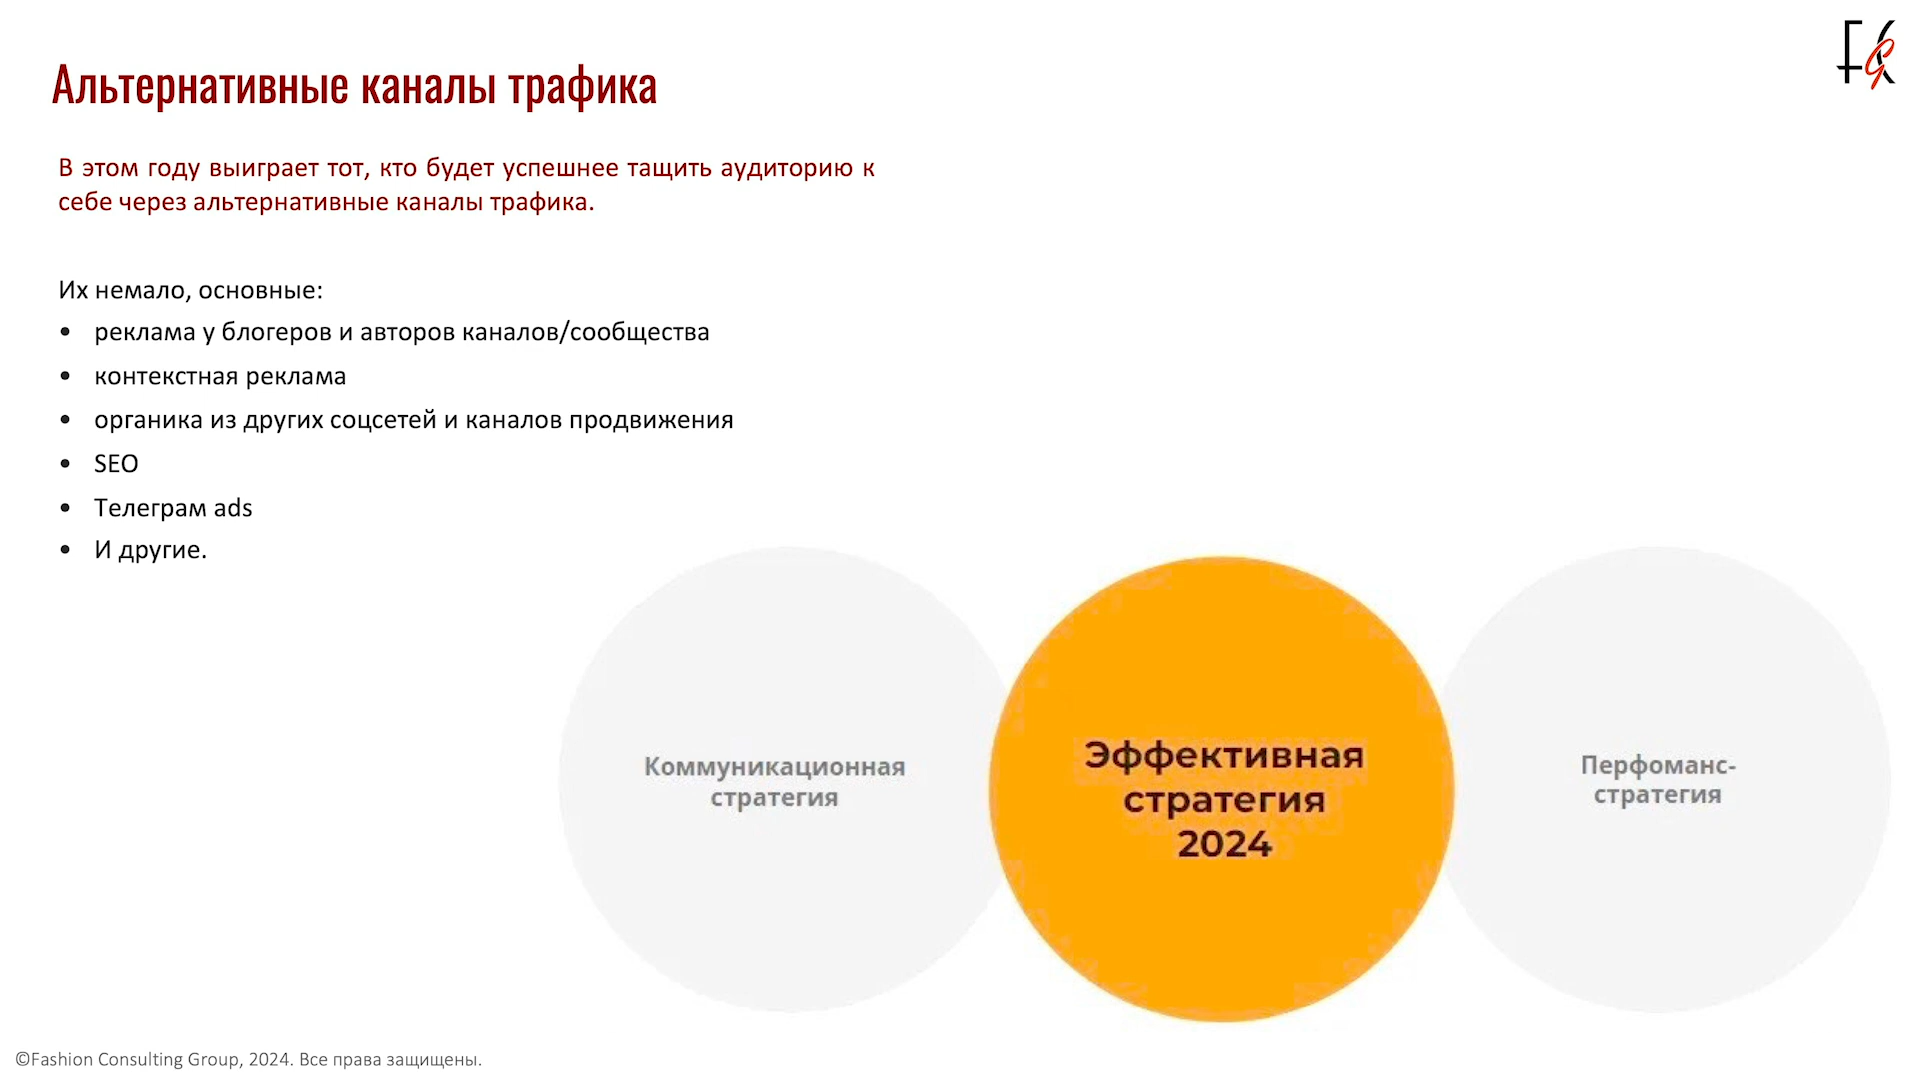 Альтернативные каналы трафика
В этом году выиграет тот, кто будет успешнее тащить аудиторию к
себе через альтернативные каналы трафика.
Их немало, основные:
• реклама у блогеров и авторов каналов/сообщества
• контекстная реклама
• органика из других соцсетей и каналов продвижения
• SEO
• Телеграм ads
• И другие.
Коммуникационная
стратегия
Эффективная
стратегия
2024
Перфоманс-
стратегия
©Fashion Consulting Group, 2024. Все права защищены.
FCG